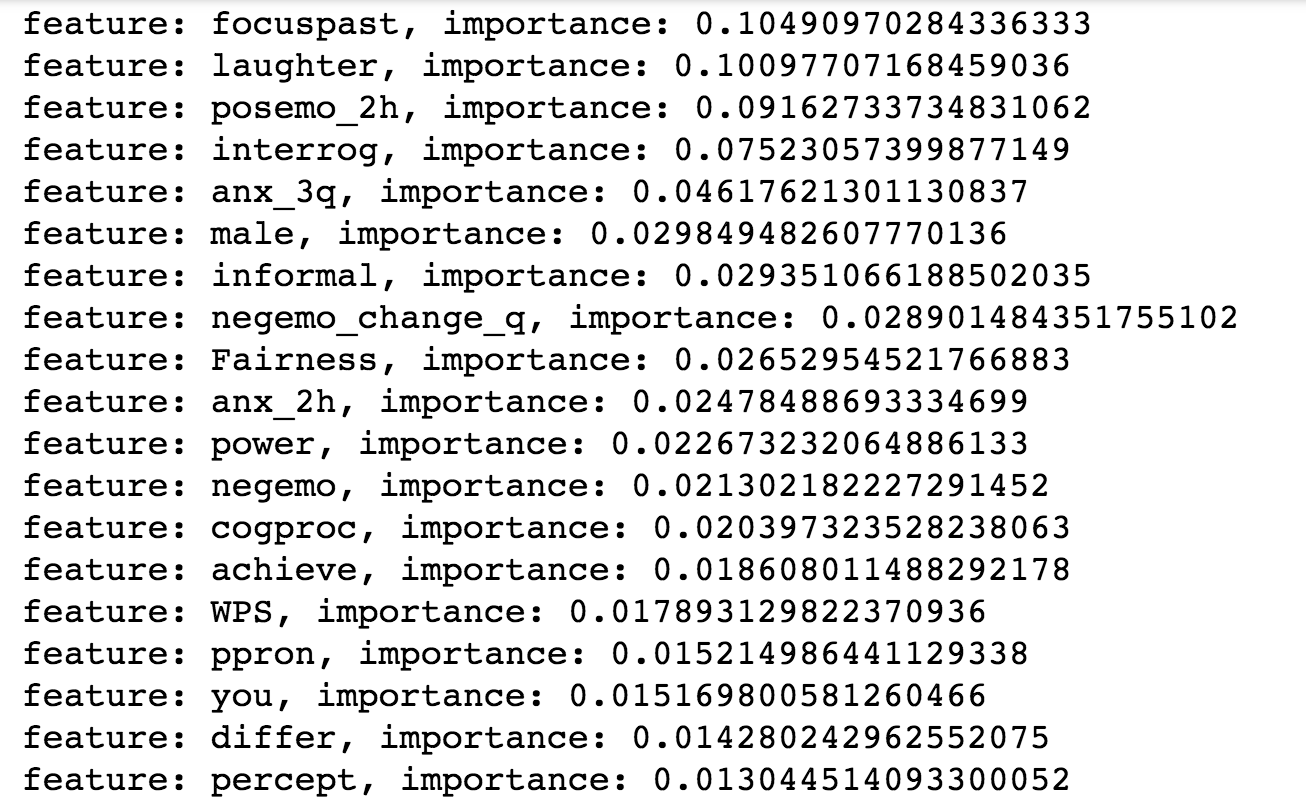 feature: focuspast, importance: 0.10490970284336333
feature: laughter, importance: 0.10097707168459036
feature: posemo_2h, importance: 0.09162733734831062
feature: interrog, importance: 0.07523057399877149
feature: anx_3q, importance: 0.04617621301130837
feature: male, importance: 0.029849482607770136
feature: informal, importance: 0.029351066188502035
feature: negemo_change_q, importance: 0.028901484351755102
feature: Fairness, importance: 0.02652954521766883
feature: anx_2h, importance: 0.02478488693334699
feature: power, importance: 0.022673232064886133
feature: negemo, importance: 0.021302182227291452
feature: cogproc, importance: 0.020397323528238063
feature: achieve, importance: 0.018608011488292178
feature: WPS, importance: 0.017893129822370936
feature: ppron, importance: 0.015214986441129338
feature: you, importance: 0.015169800581260466
feature: differ, importance: 0.014280242962552075
feature: percept, importance: 0.013044514093300052